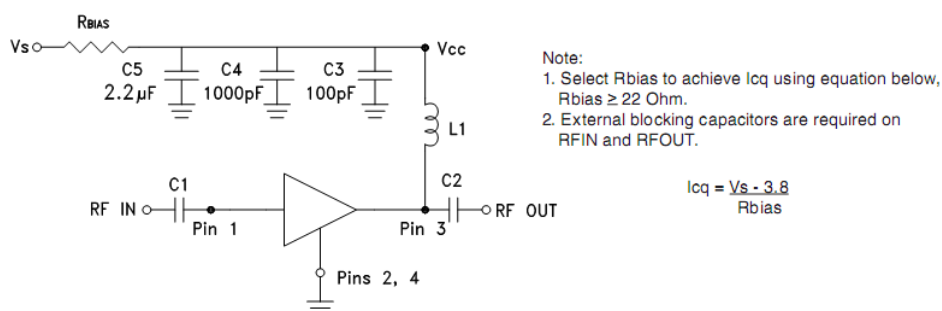 RBIAS
Vs
Vcc
C5
2.2µF
C4
1000pF
C3
100pF
L1
Note:
1. Select Rbias to achieve Icq using equation below,
Rbias ≥ 22 Ohm.
2. External blocking capacitors are required on
RFIN and RFOUT.
Icq = Vs - 3.8
Rbias
C1
C2
RF IN
RF OUT
Pin 1
Pin 3
Pins 2, 4